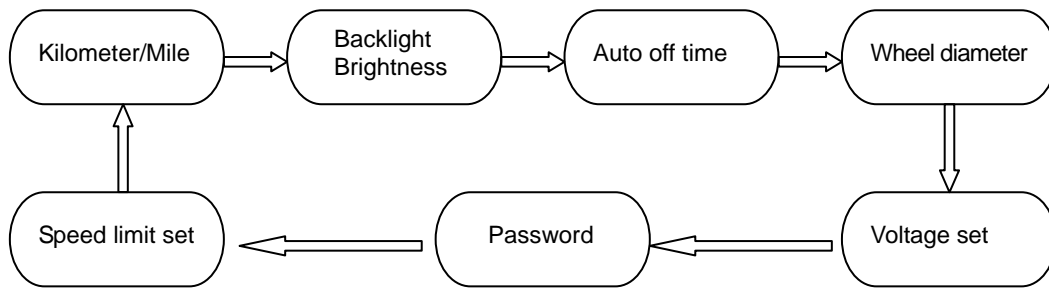 Kilometer/Mile
Backlight
Brightness
Auto off time
Wheel diameter
Speed limit set
Password
Voltage set